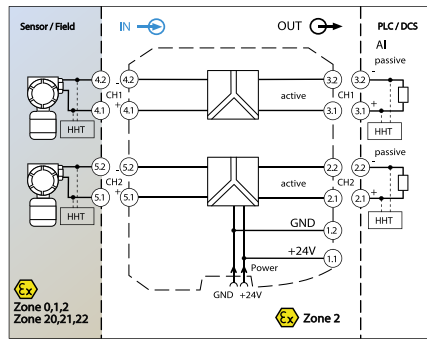 Sensor / Field
IN
OUT
PLC / DCS
AI
4.2 - 4.2
3.2 - 3.2 passive
CH1
active
CH1
4.1 + 4.1
3.1 + 3.1
HHT
HHT
5.2 - 5.2
2.2 - 2.2 passive
CH2
active
CH2
5.1 + 5.1
2.1 + 2.1
HHT
HHT
GND 1.2
+24V 1.1
Power
GND +24V
Ex
Zone 0,1,2
Zone 20,21,22
Ex Zone 2